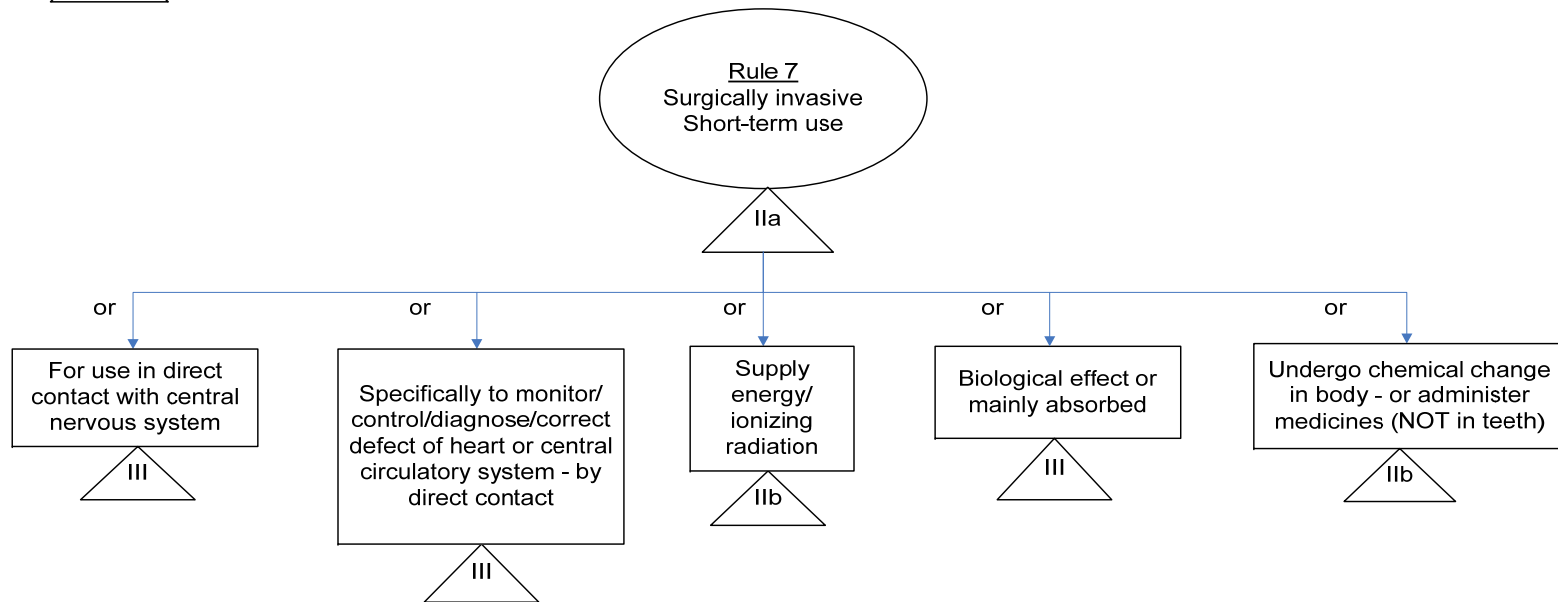 Rule 7
Surgically invasive
Short-term use
IIa
or
For use in direct
contact with central
nervous system
III
or
Specifically to monitor/
control/diagnose/correct
defect of heart or central
circulatory system - by
direct contact
III
or
Supply
energy/
ionizing
radiation
IIb
or
Biological effect or
mainly absorbed
III
or
Undergo chemical change
in body - or administer
medicines (NOT in teeth)
IIb